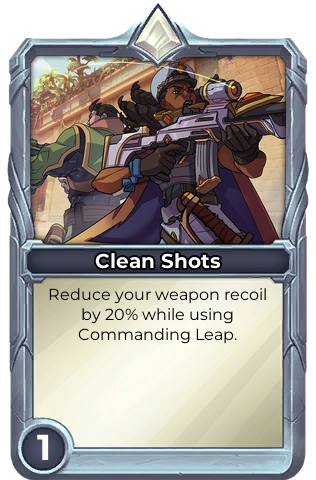 Clean Shots
Reduce your weapon recoil
by 20% while using
Commanding Leap.
1